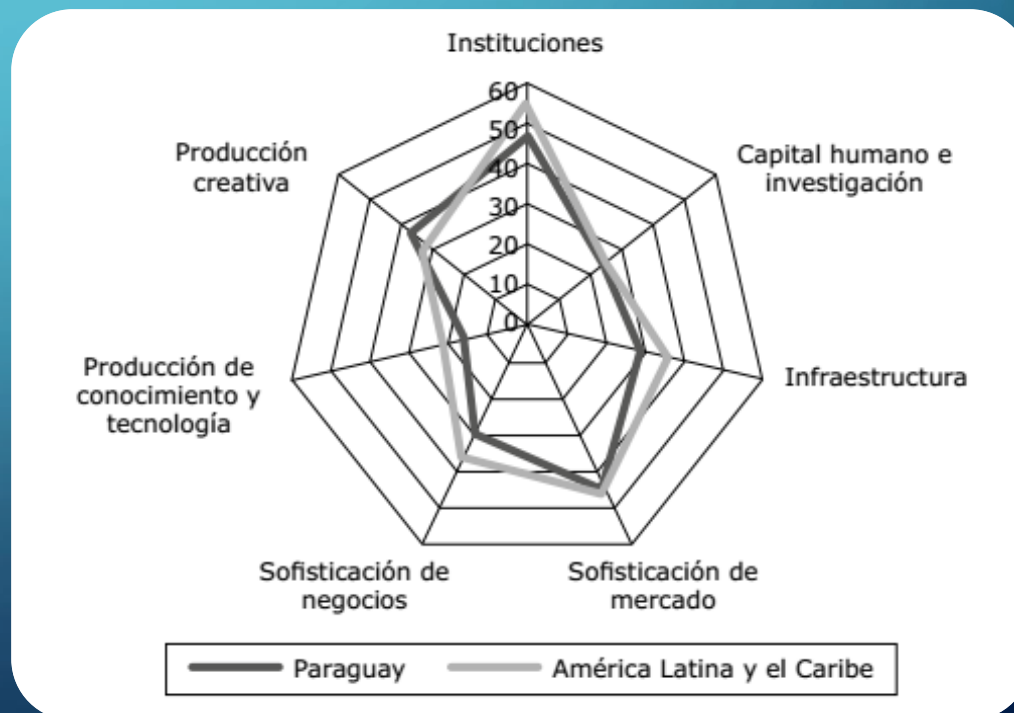 Instituciones
60
50
40
30
20
10
0
Capital humano e
investigación
Infraestructura
Sofisticación de
mercado
Sofisticación de
negocios
Producción de
conocimiento y
tecnología
Producción
creativa
Paraguay
América Latina y el Caribe